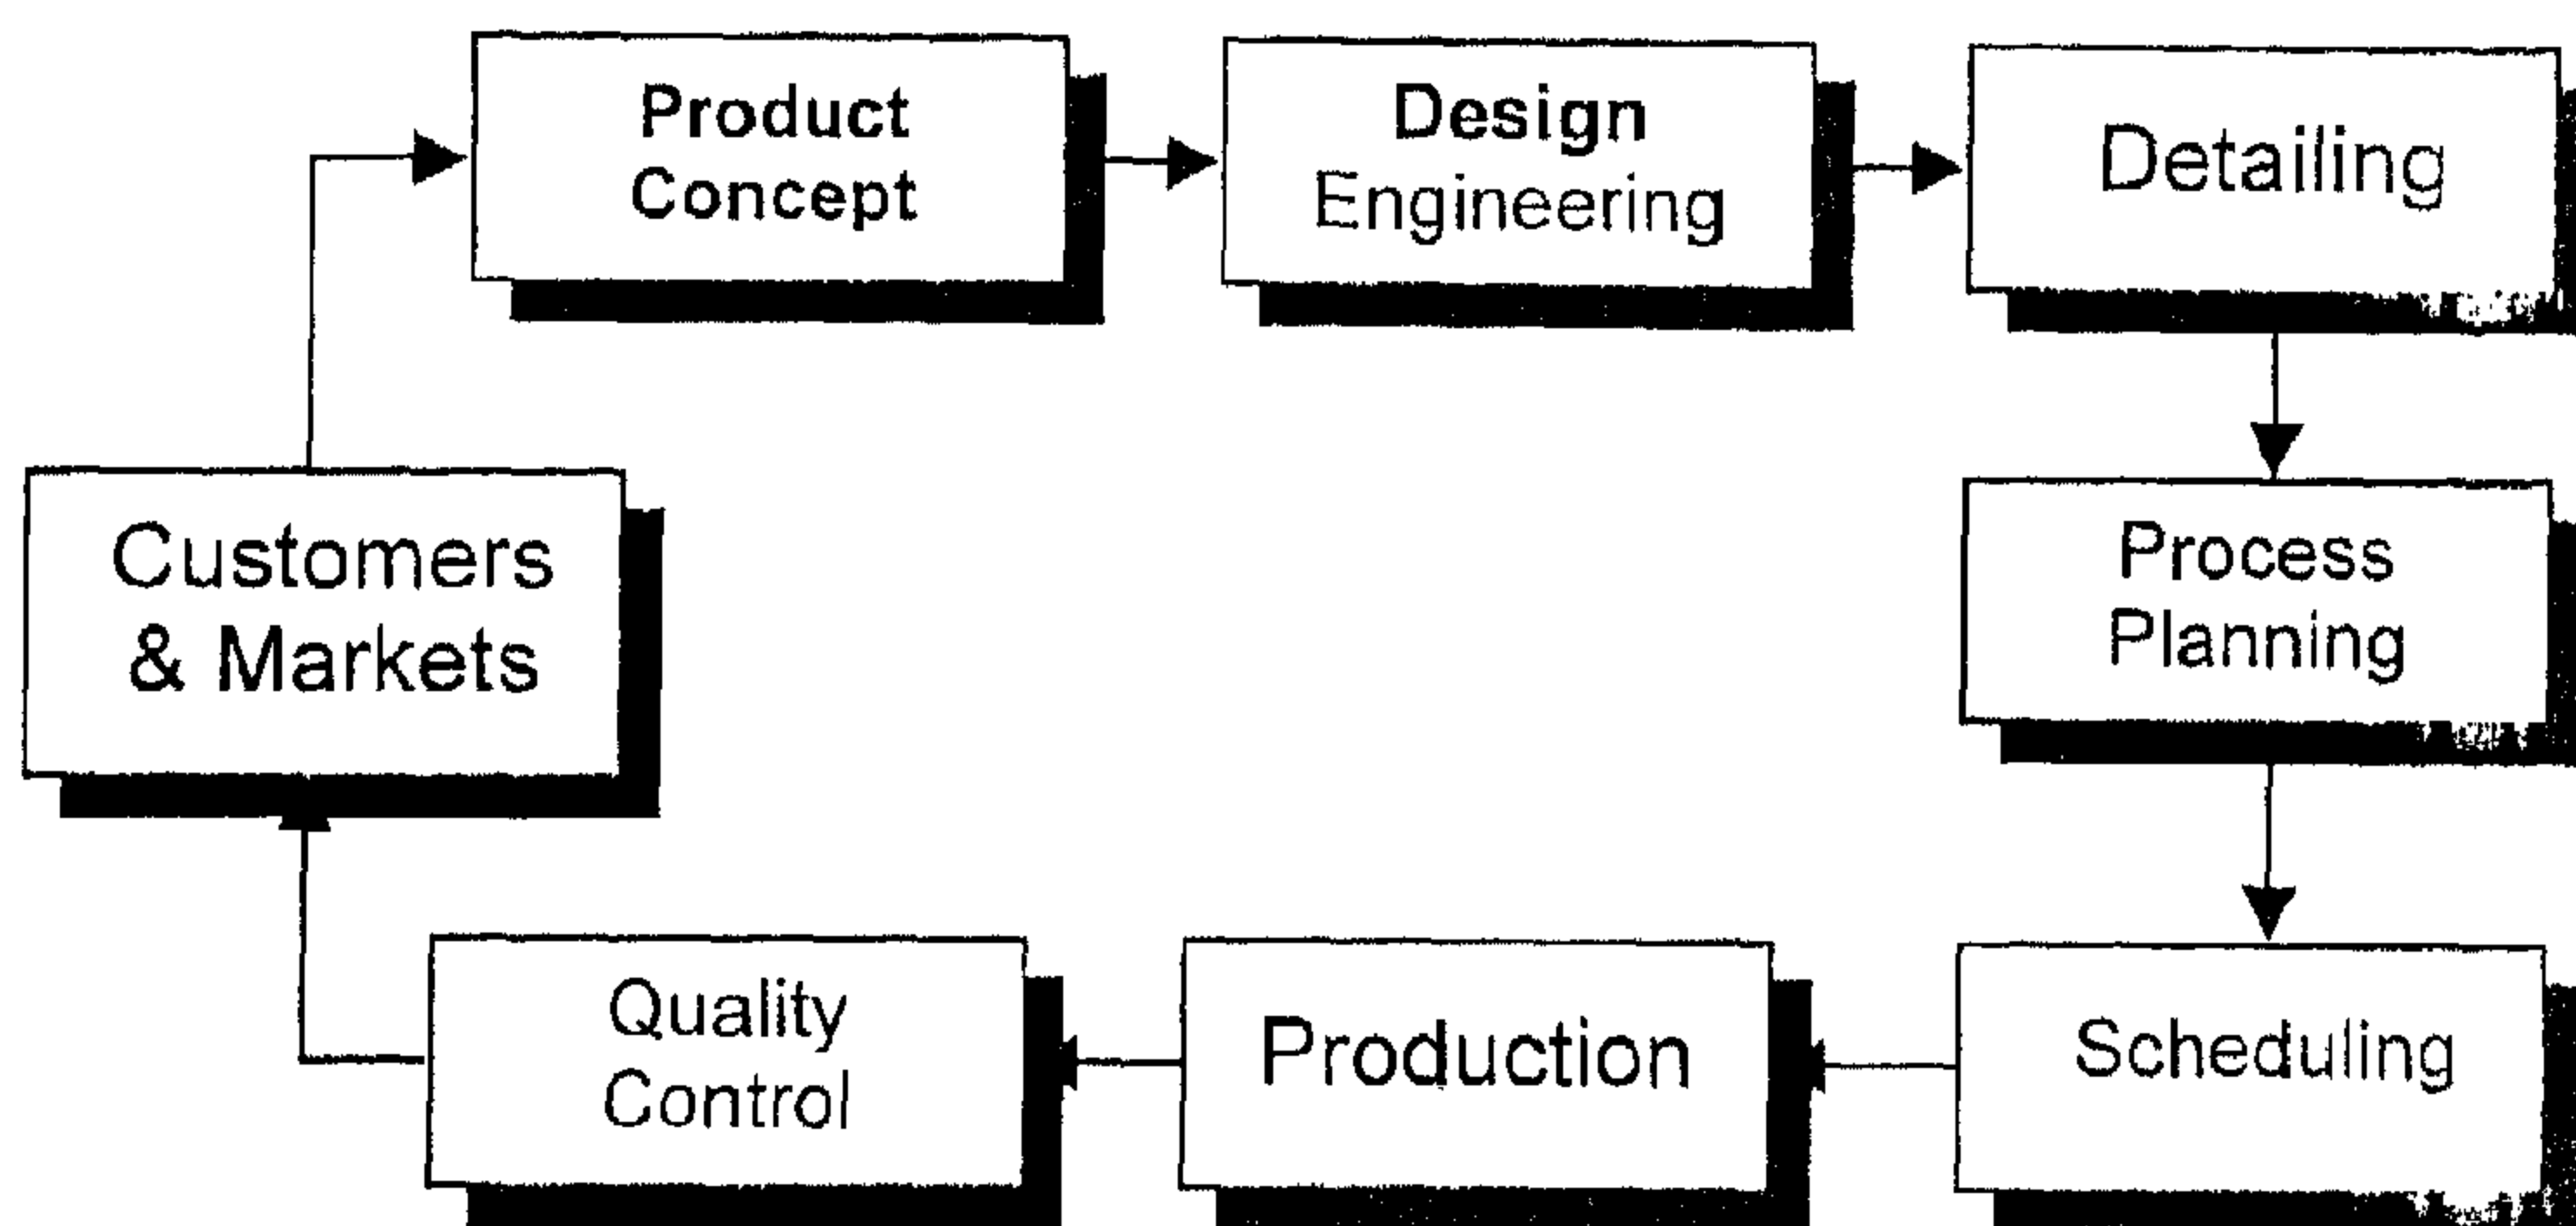 Product
Concept
Design
Engineering
Detailing
Customers
& Markets
Process
Planning
Quality
Control
Production
Scheduling